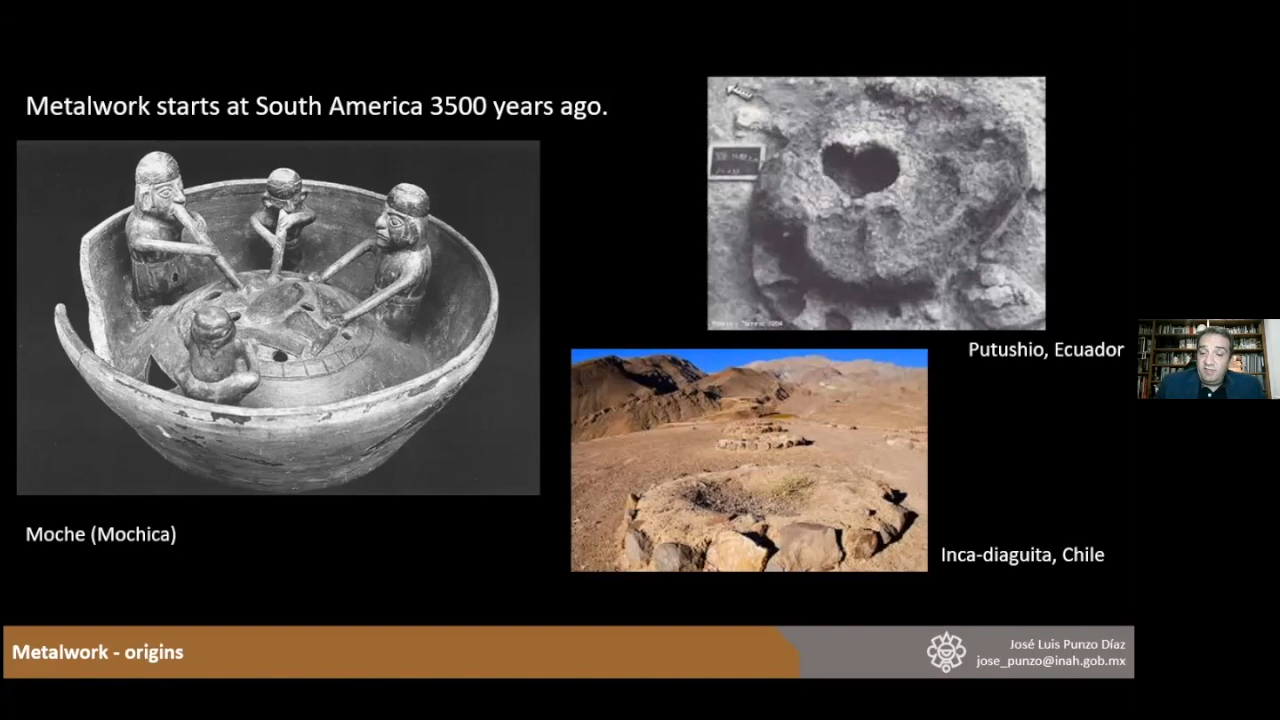 Metalwork starts at South America 3500 years ago.
Putushio, Ecuador
Moche (Mochica)
Inca-diaguita, Chile
Metalwork - origins
José Luis Punzo Díaz
jose_punzo@inah.gob.mx